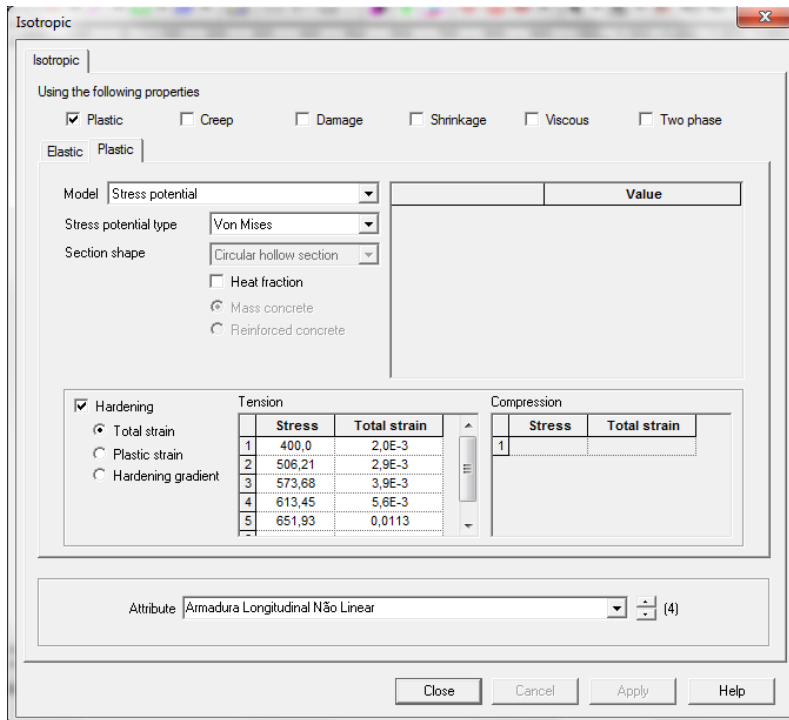 Isotropic
Isotropic
Using the following properties
Plastic Creep Damage Shrinkage Viscous Two phase
Elastic Plastic
Model Stress potential Value
Stress potential type Von Mises
Section shape Circular hollow section
Heat fraction
Mass concrete
Reinforced concrete
Hardening Tension Compression
Total strain Stress Total strain Stress Total strain
Plastic strain 1 400,0 2,0E-3 1
Hardening gradient 2 506,21 2,9E-3
3 573,68 3,9E-3
4 613,45 5,6E-3
5 651,93 0,0113
Attribute Armadura Longitudinal Não Linear (4)
Close Cancel Apply Help